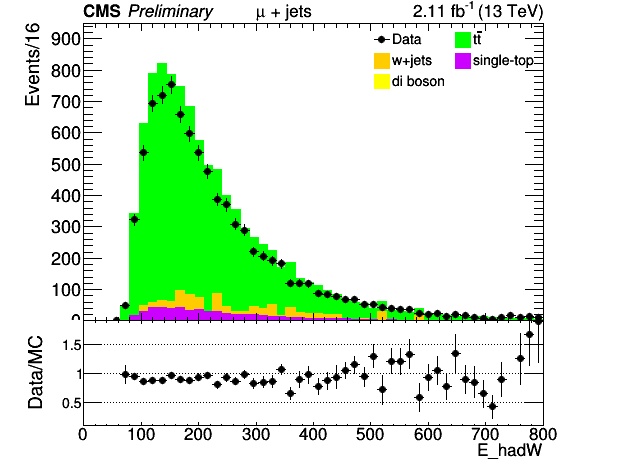 CMS Preliminary μ + jets 2.11 fb⁻¹ (13 TeV)
Events/16
900
800
700
600
500
400
300
200
100
0
Data
tt̄
w+jets
single-top
di boson
Data/MC
1.5
1
0.5
0 100 200 300 400 500 600 700 800
E_hadW